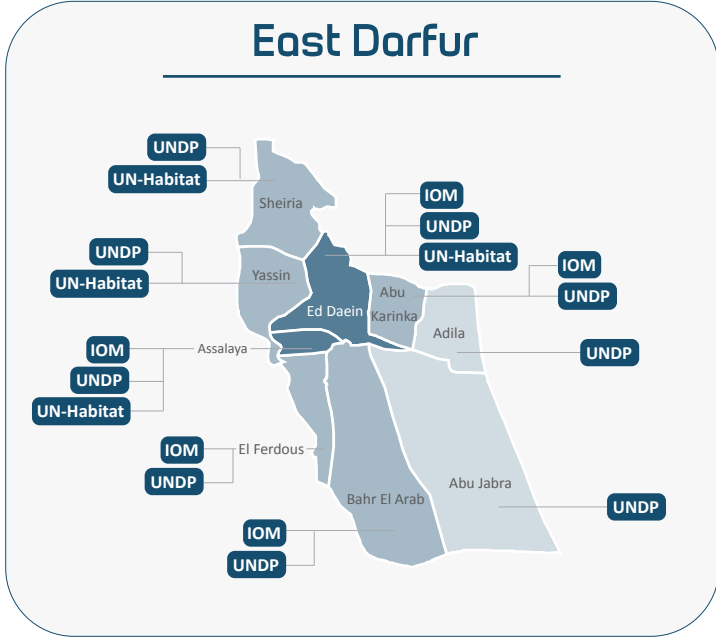 East Darfur
UNDP
UN-Habitat
Sheiria
IOM
UNDP
UN-Habitat
UNDP
UN-Habitat
Yassin
Ed Daein
Abu
Karinka
IOM
UNDP
Adila
UNDP
Assalaya
IOM
UNDP
UN-Habitat
El Ferdous
IOM
UNDP
Bahr El Arab
IOM
UNDP
Abu Jabra
UNDP